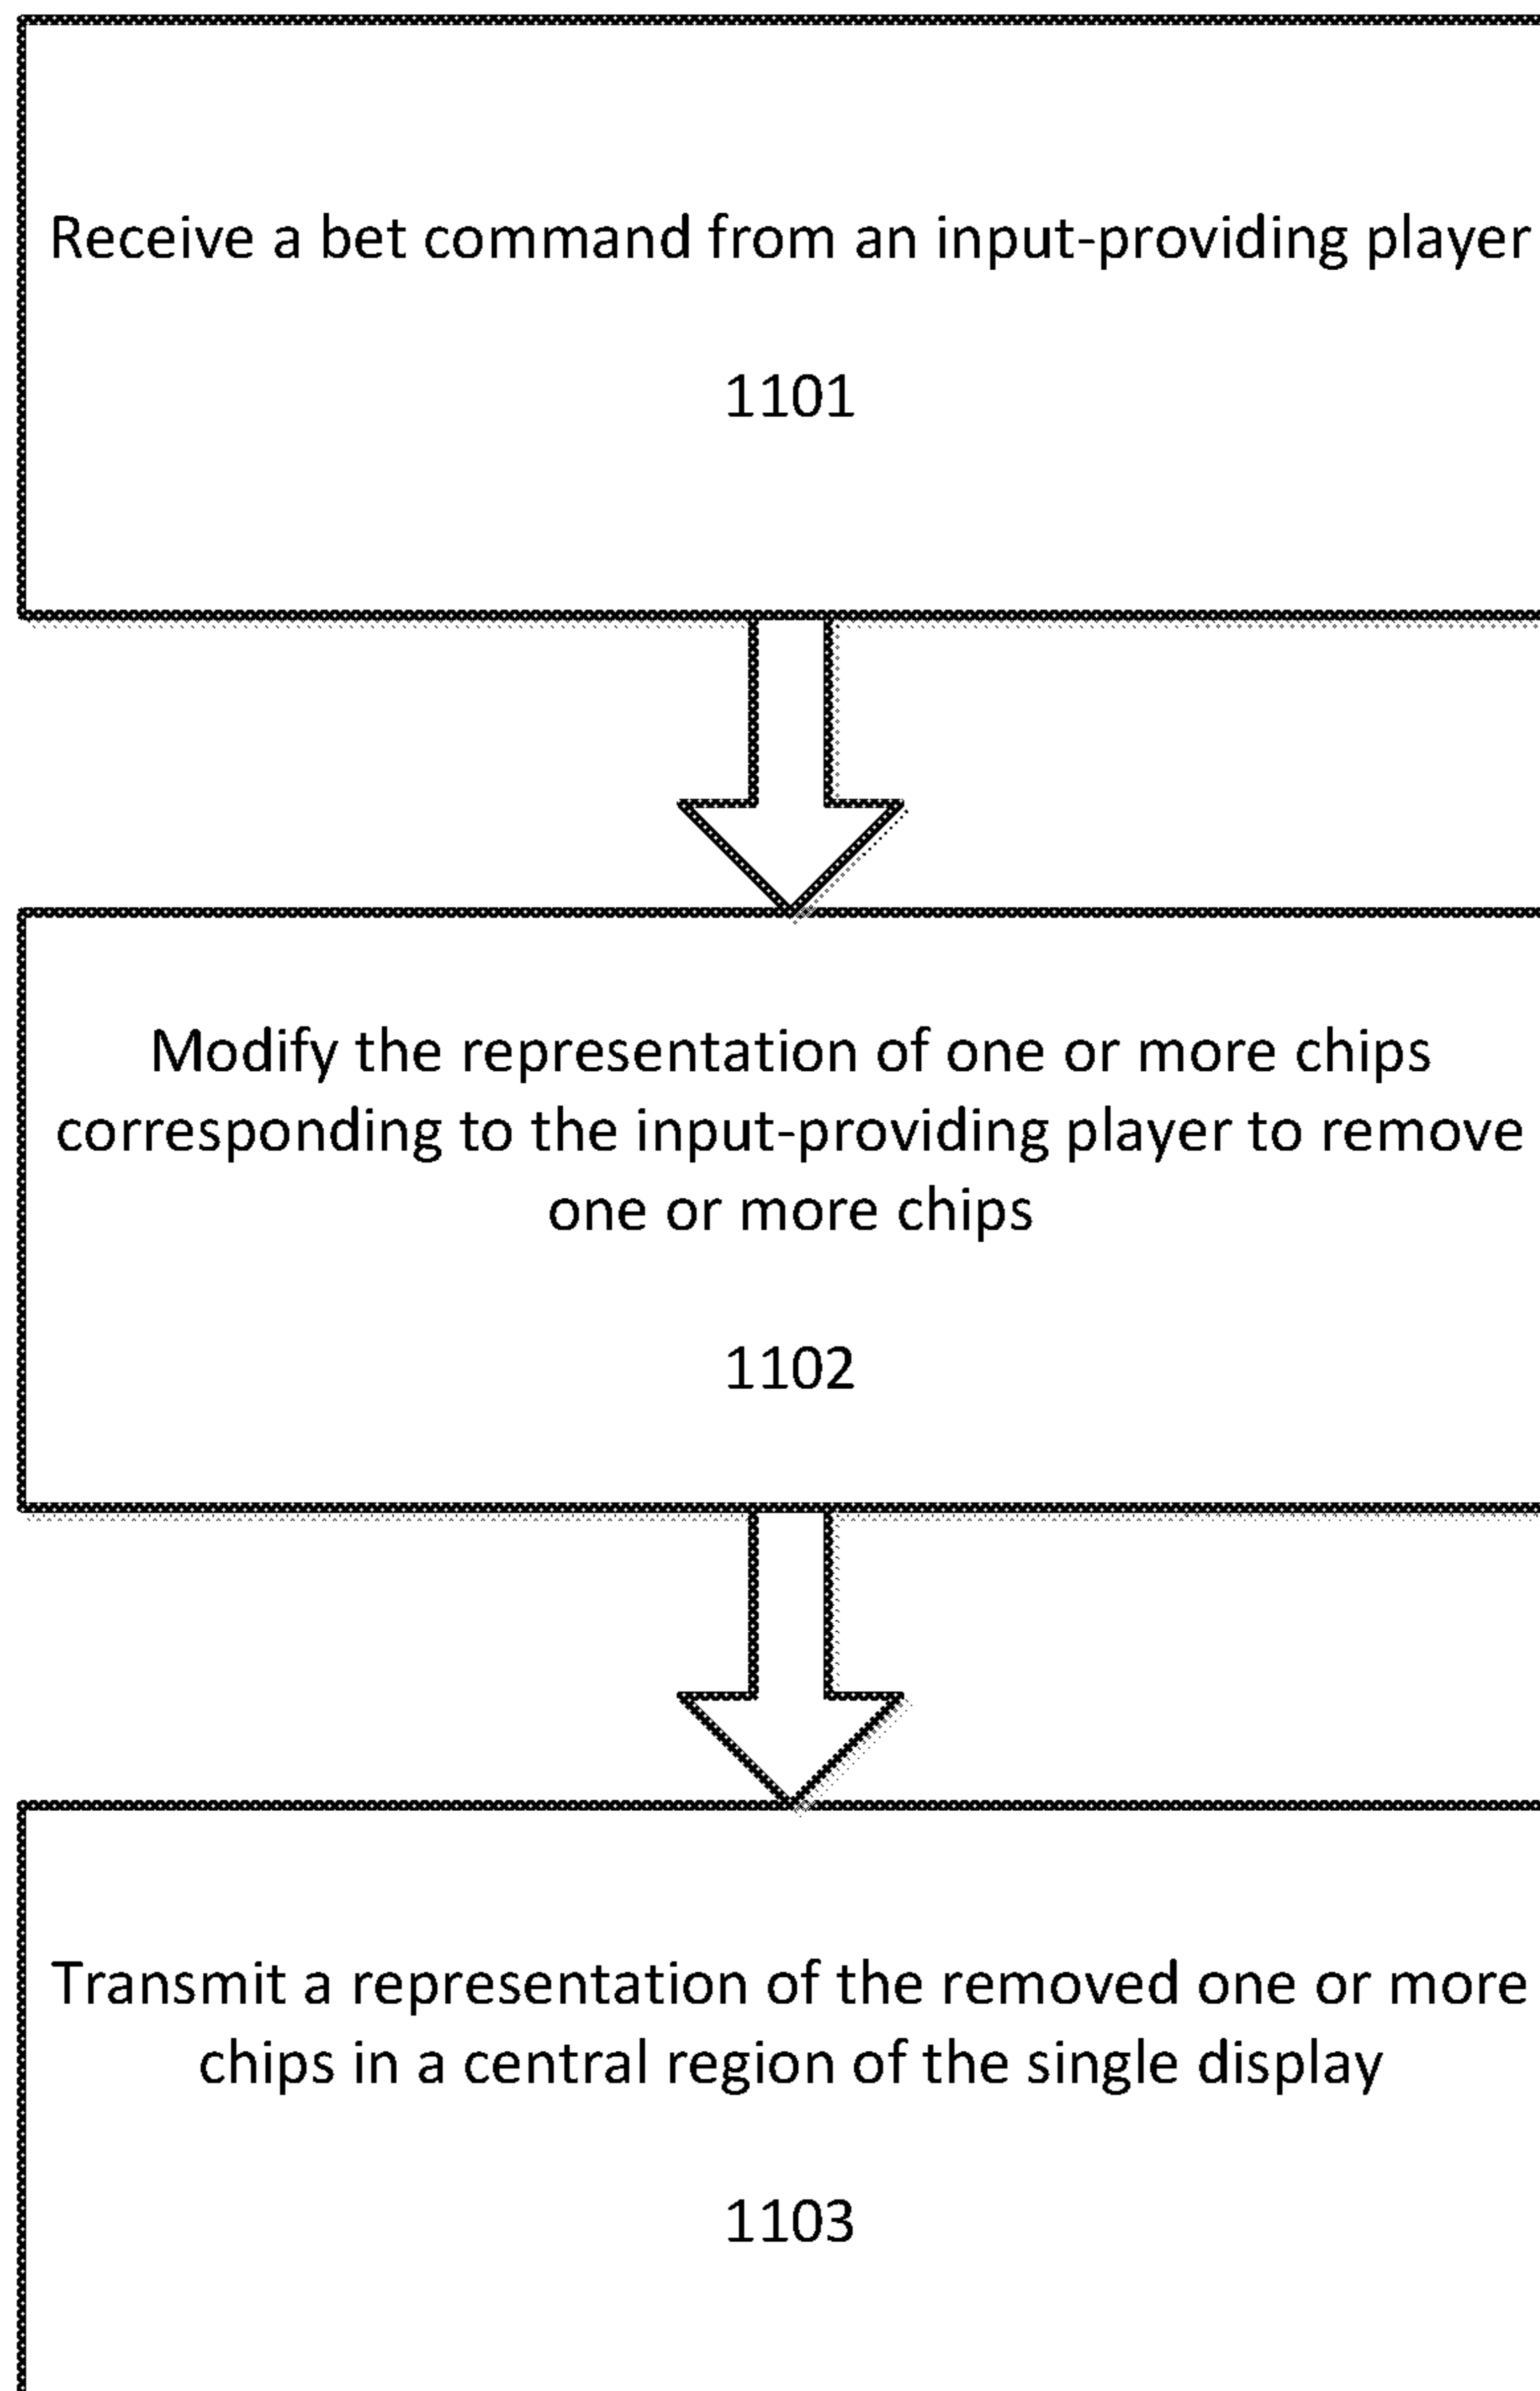 Receive a bet command from an input-providing player
1101
Modify the representation of one or more chips
corresponding to the input-providing player to remove
one or more chips
1102
Transmit a representation of the removed one or more
chips in a central region of the single display
1103